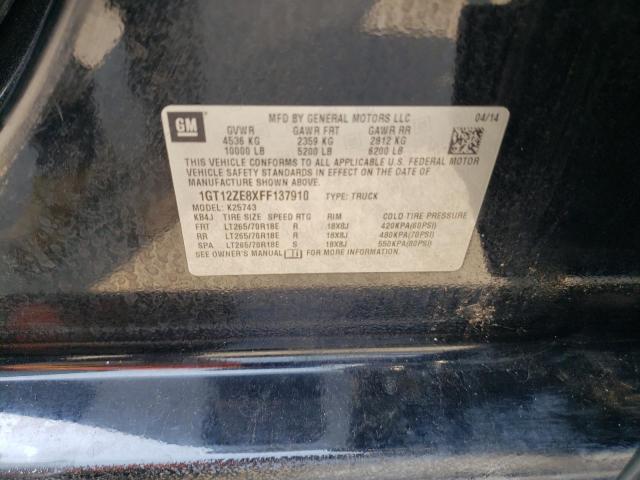 GM
MFD BY GENERAL MOTORS LLC 04/14
GVWR GAWR FRT GAWR RR
4536 KG 2359 KG 2812 KG
10000 LB 5200 LB 6200 LB
THIS VEHICLE CONFORMS TO ALL APPLICABLE U.S. FEDERAL MOTOR
VEHICLE SAFETY STANDARDS IN EFFECT ON THE DATE OF
MANUFACTURE SHOWN ABOVE.
1GT12ZE8XFF137910 TYPE: TRUCK
MODEL: K25743
KB4J TIRE SIZE SPEED RTG RIM COLD TIRE PRESSURE
FRT LT265/70R18E R 18X8J 420KPA(60PSI)
RR LT265/70R18E R 18X8J 480KPA(70PSI)
SPA LT265/70R18E S 18X8J 550KPA(80PSI)
SEE OWNER'S MANUAL FOR MORE INFORMATION.